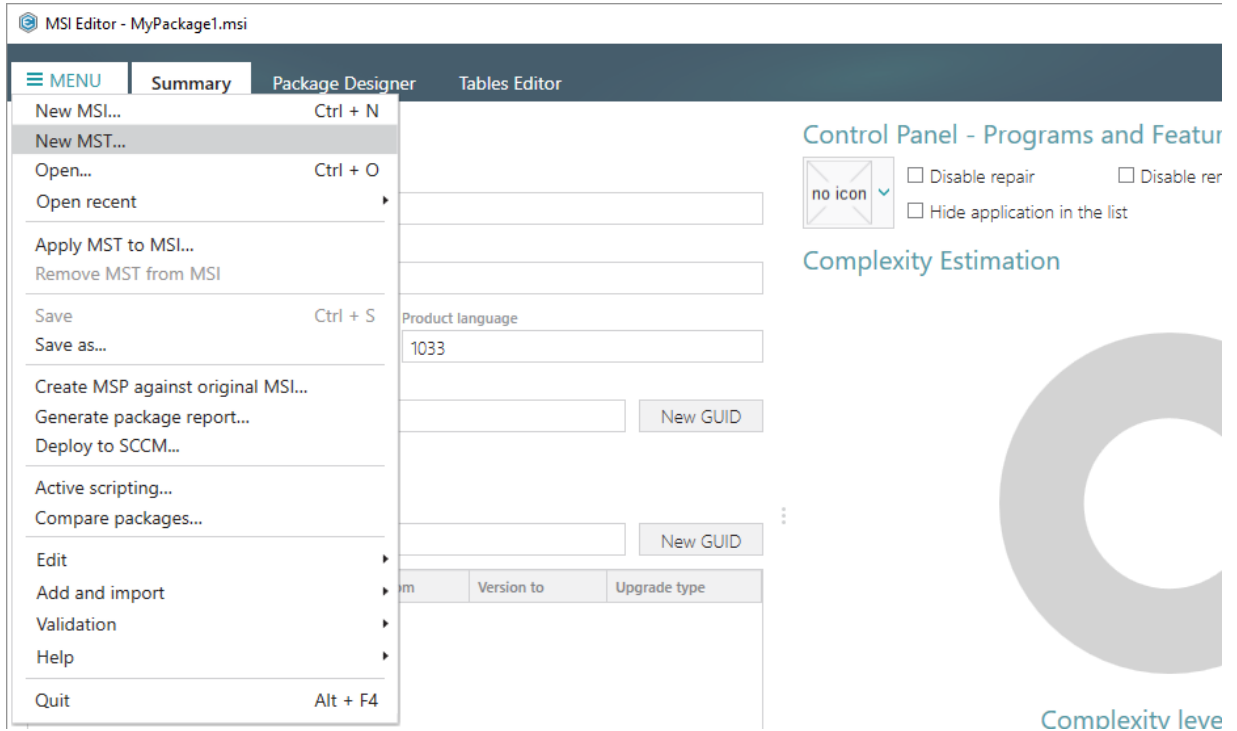 MSI Editor - MyPackage1.msi
MENU Summary Package Designer Tables Editor
New MSI... Ctrl + N
New MST...
Open... Ctrl + O
Open recent
Apply MST to MSI...
Remove MST from MSI
Save Ctrl + S
Save as...
Create MSP against original MSI...
Generate package report...
Deploy to SCCM...
Active scripting...
Compare packages...
Edit
Add and import
Validation
Help
Quit Alt + F4
Product language
1033
New GUID
New GUID
om Version to Upgrade type
Control Panel - Programs and Featur
no icon
Disable repair Disable rer
Hide application in the list
Complexity Estimation
Complexity leve